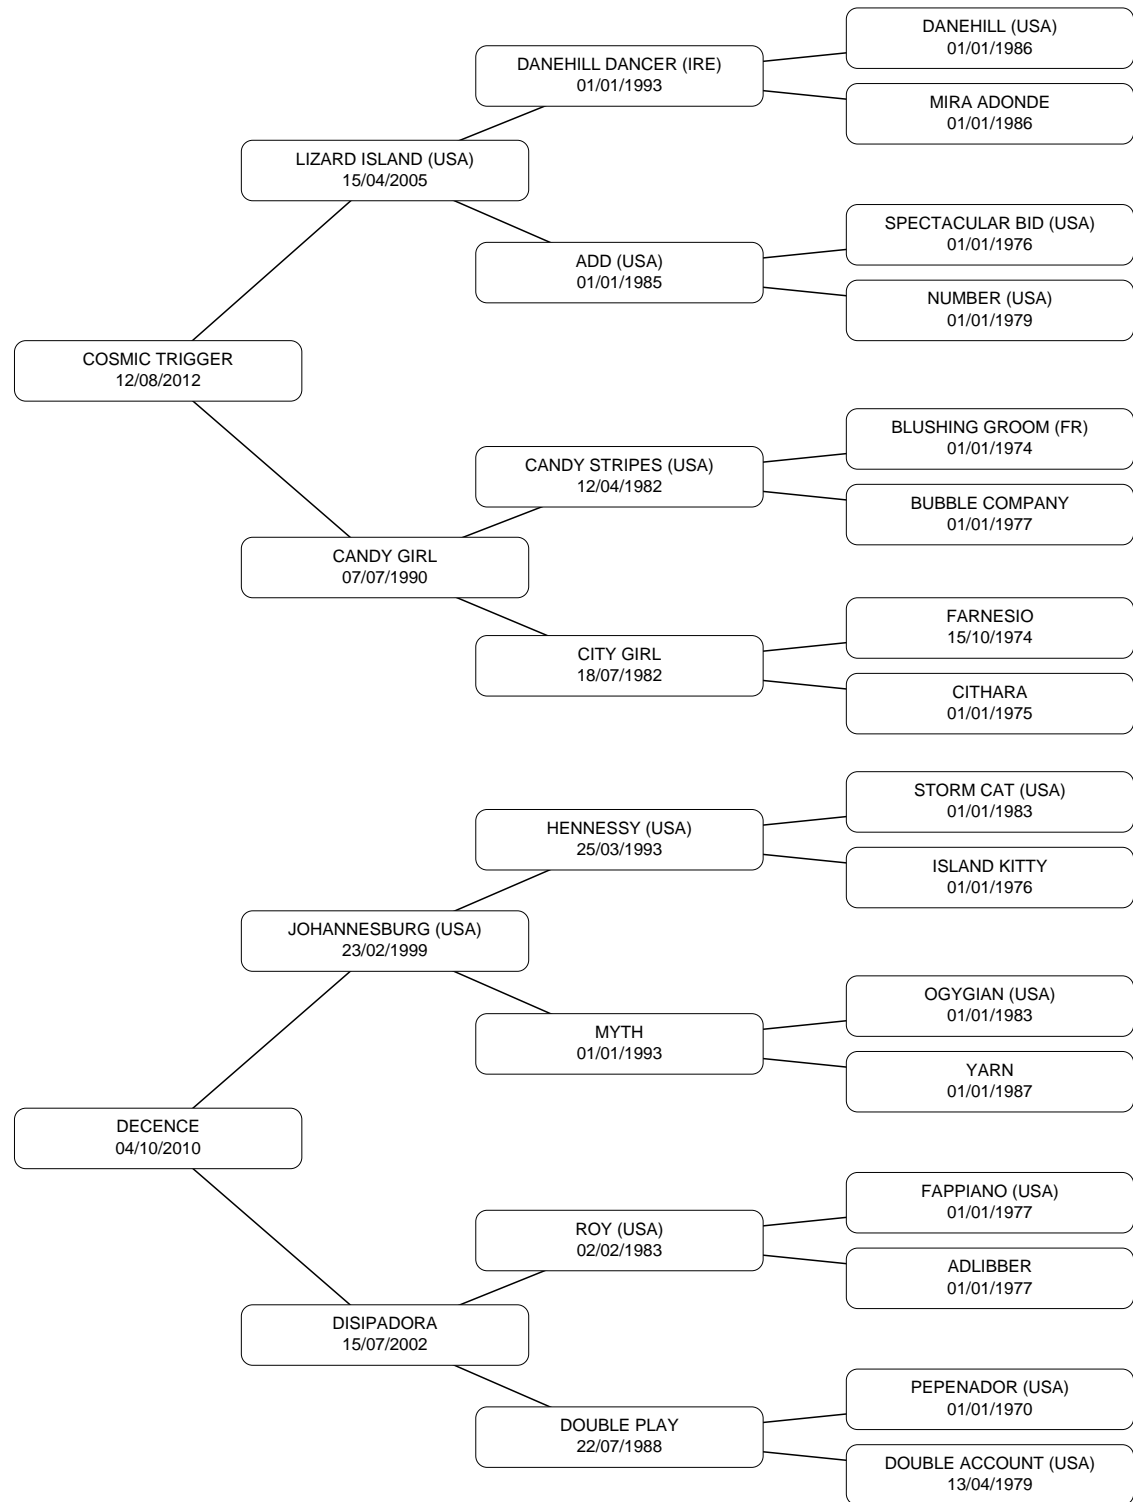 DANEHILL (USA)
01/01/1986
DANEHILL DANCER (IRE)
01/01/1993
MIRA ADONDE
01/01/1986
LIZARD ISLAND (USA)
15/04/2005
SPECTACULAR BID (USA)
01/01/1976
ADD (USA)
01/01/1985
NUMBER (USA)
01/01/1979
COSMIC TRIGGER
12/08/2012
BLUSHING GROOM (FR)
01/01/1974
CANDY STRIPES (USA)
12/04/1982
BUBBLE COMPANY
01/01/1977
CANDY GIRL
07/07/1990
FARNESIO
15/10/1974
CITY GIRL
18/07/1982
CITHARA
01/01/1975
STORM CAT (USA)
01/01/1983
HENNESSY (USA)
25/03/1993
ISLAND KITTY
01/01/1976
JOHANNESBURG (USA)
23/02/1999
OGYGIAN (USA)
01/01/1983
MYTH
01/01/1993
YARN
01/01/1987
DECENCE
04/10/2010
FAPPIANO (USA)
01/01/1977
ROY (USA)
02/02/1983
ADLIBBER
01/01/1977
DISIPADORA
15/07/2002
PEPENADOR (USA)
01/01/1970
DOUBLE PLAY
22/07/1988
DOUBLE ACCOUNT (USA)
13/04/1979